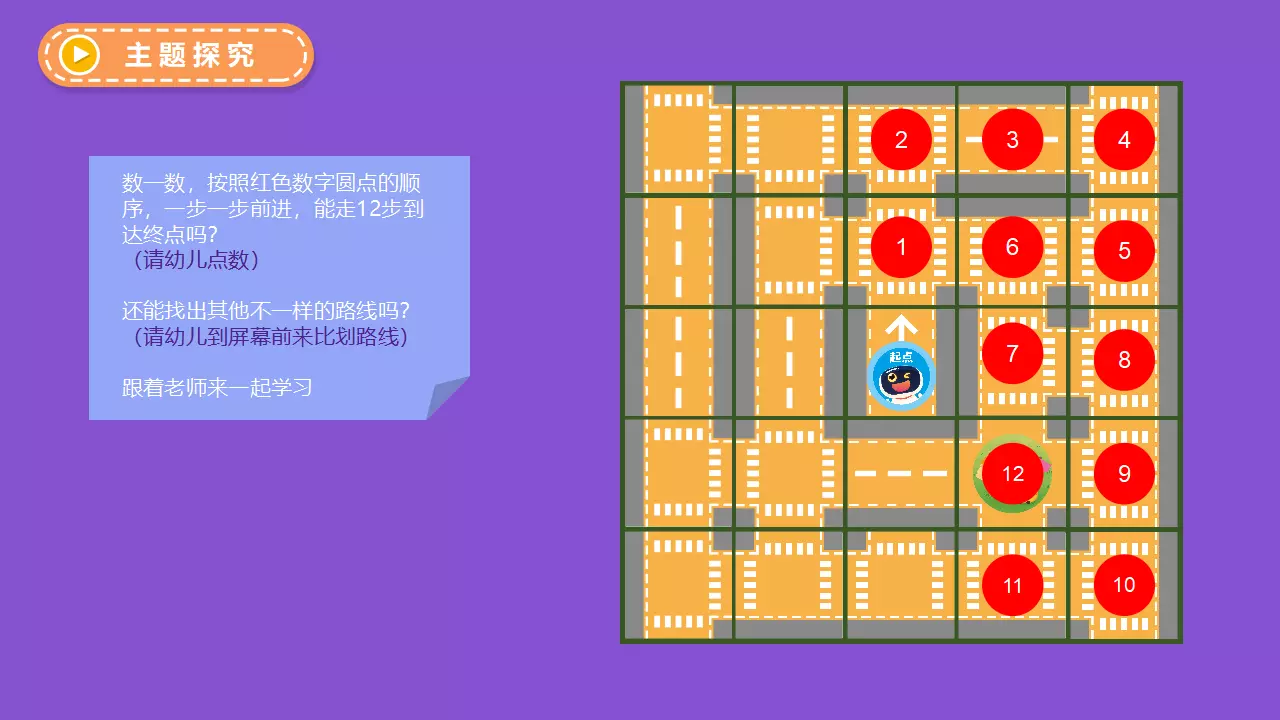 主题探究
数一数，按照红色数字圆点的顺
序，一步一步前进，能走12步到
达终点吗？
（请幼儿点数）
还能找出其他不一样的路线吗？
（请幼儿到屏幕前来比划路线）
跟着老师来一起学习
2
3
4
1
6
5
起点
7
8
12
9
11
10